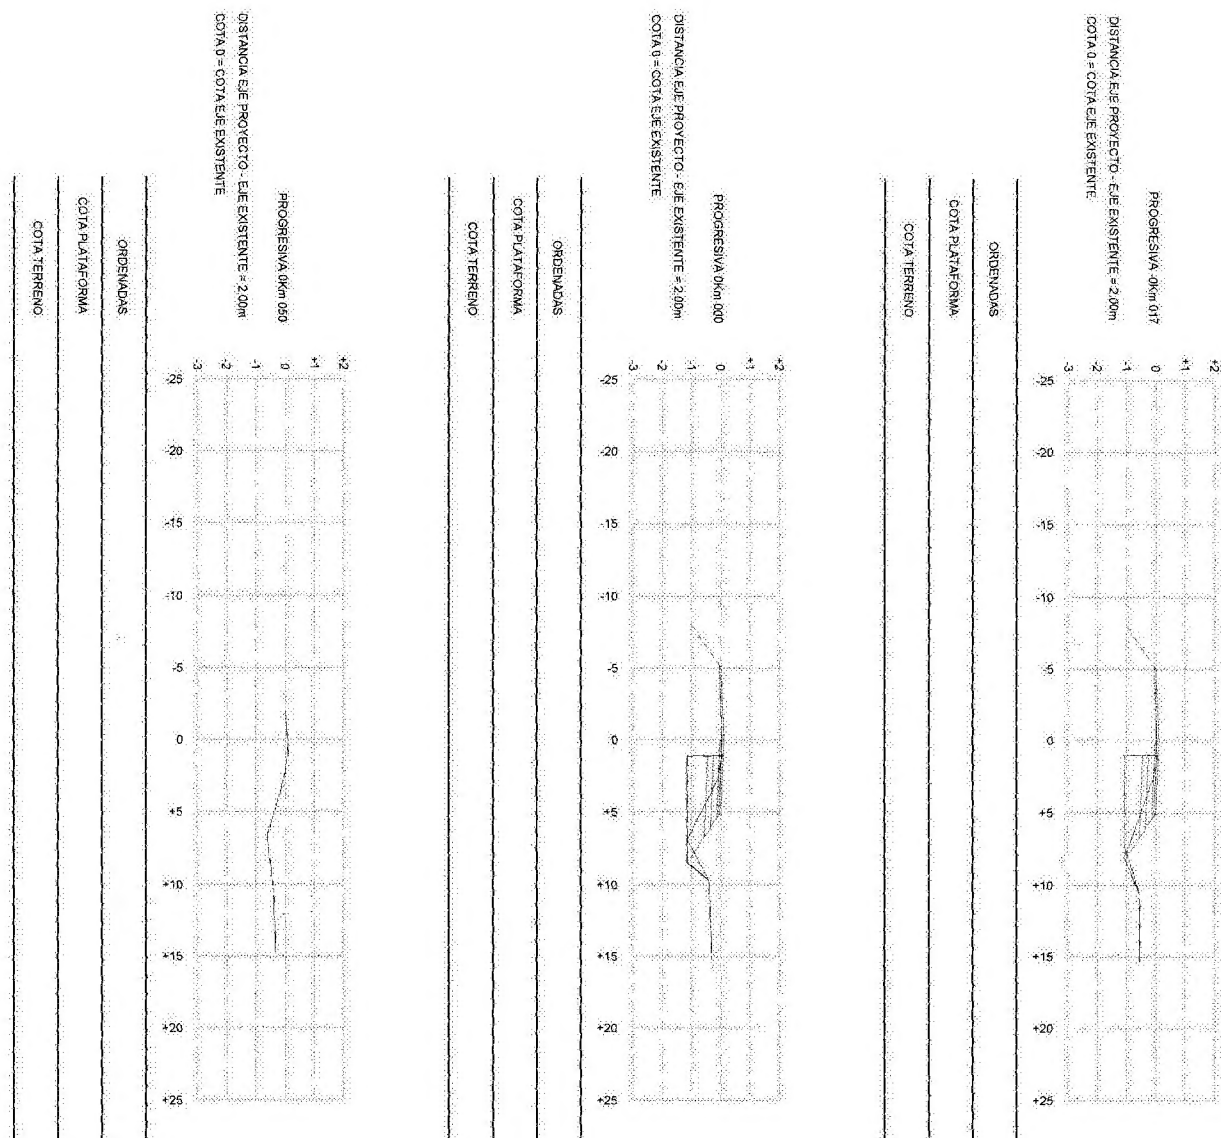 PROGRESIVA -0Km 017
DISTANCIA EJE PROYECTO - EJE EXISTENTE = 2.00m
COTA 0 = COTA EJE EXISTENTE
+2
+1
0
-1
-2
-3
-25 -20 -15 -10 -5 0 +5 +10 +15 +20 +25
ORDENADAS
COTA PLATAFORMA
COTA TERRENO
PROGRESIVA 0Km 000
DISTANCIA EJE PROYECTO - EJE EXISTENTE = 2.00m
COTA 0 = COTA EJE EXISTENTE
+2
+1
0
-1
-2
-3
-25 -20 -15 -10 -5 0 +5 +10 +15 +20 +25
ORDENADAS
COTA PLATAFORMA
COTA TERRENO
PROGRESIVA 0Km 050
DISTANCIA EJE PROYECTO - EJE EXISTENTE = 2.00m
COTA 0 = COTA EJE EXISTENTE
+2
+1
0
-1
-2
-3
-25 -20 -15 -10 -5 0 +5 +10 +15 +20 +25
ORDENADAS
COTA PLATAFORMA
COTA TERRENO